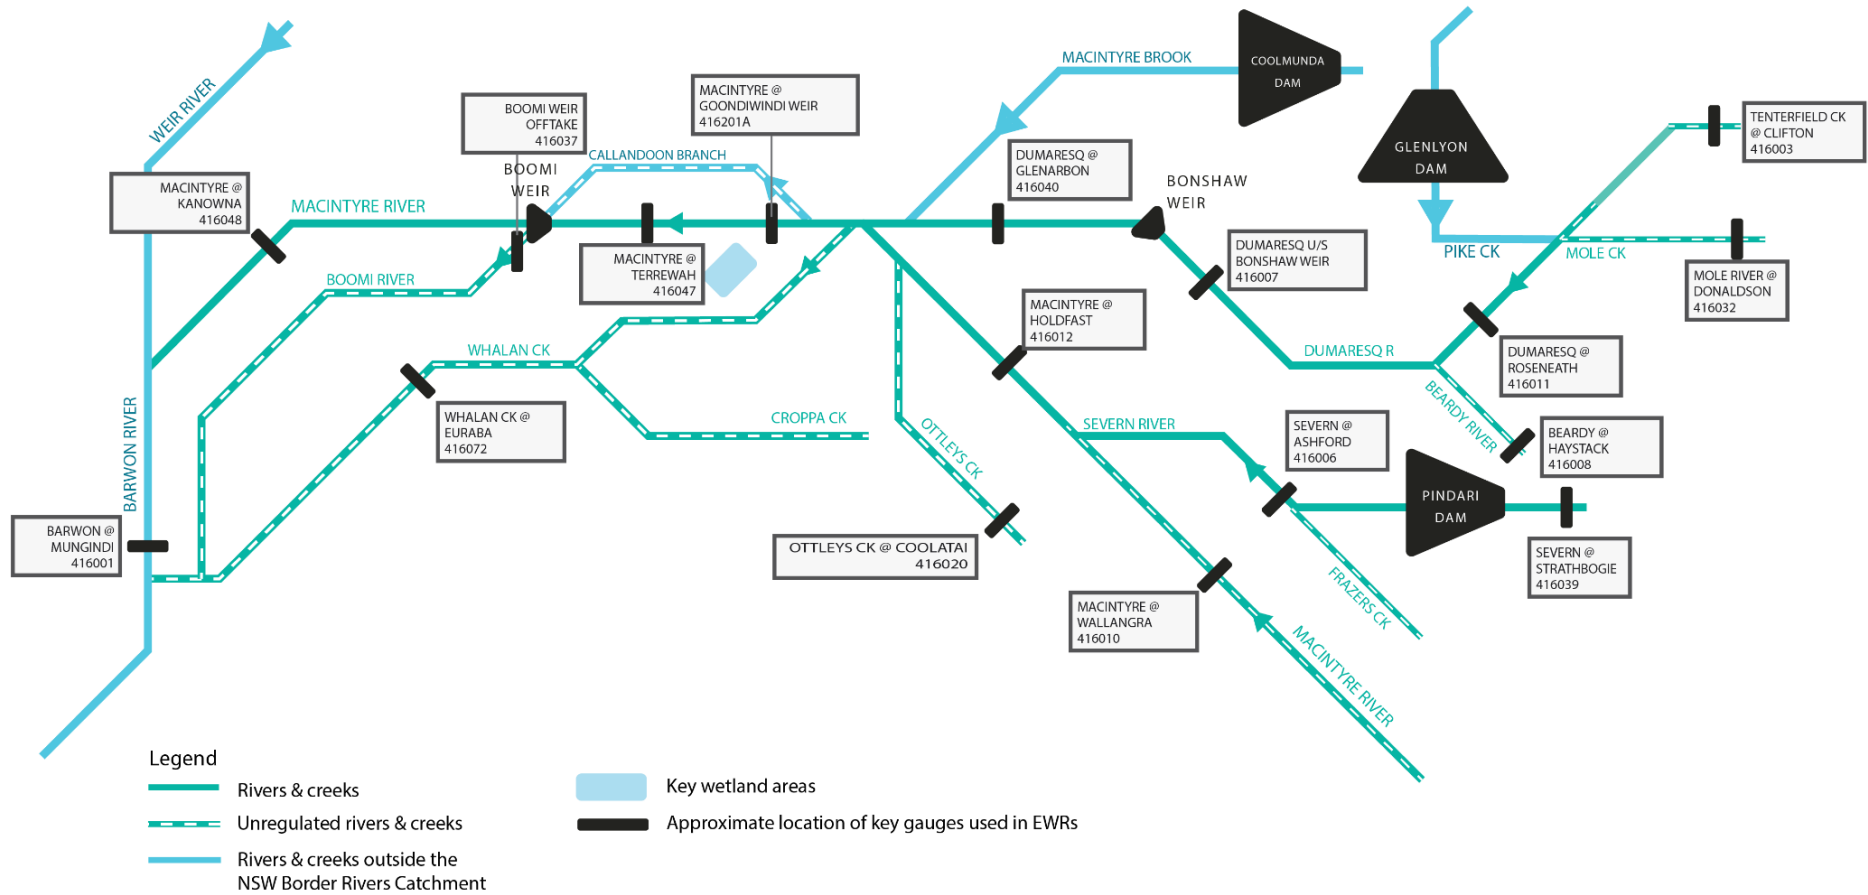 WEIR RIVER
MACINTYRE @
KANOWNA
416048
MACINTYRE RIVER
BOOMI WEIR
OFFTAKE
416037
BOOMI
WEIR
CALLANDOON BRANCH
MACINTYRE @
GOONDIWINDI WEIR
416201A
MACINTYRE BROOK
COOLMUNDA
DAM
GLENLYON
DAM
TENTERFIELD CK
@ CLIFTON
416003
DUMARESQ @
GLENARBON
416040
BONSHAW
WEIR
DUMARESQ U/S
BONSHAW WEIR
416007
PIKE CK
MOLE CK
MOLE RIVER @
DONALDSON
416032
BOOMI RIVER
MACINTYRE @
TERREWAH
416047
MACINTYRE @
HOLDFAST
416012
DUMARESQ R
DUMARESQ @
ROSENEATH
416011
WHALAN CK
WHALAN CK @
EURABA
416072
CROPPA CK
OTTLEYS CK
SEVERN RIVER
SEVERN @
ASHFORD
416006
BEARDY RIVER
BEARDY @
HAYSTACK
416008
PINDARI
DAM
BARWON RIVER
BARWON @
MUNGINDI
416001
OTTLEYS CK @ COOLATAI
416020
SEVERN @
STRATHBOGIE
416039
FRAZERS CK
MACINTYRE @
WALLANGRA
416010
MACINTYRE RIVER
Legend
Rivers & creeks
Unregulated rivers & creeks
Rivers & creeks outside the
NSW Border Rivers Catchment
Key wetland areas
Approximate location of key gauges used in EWRs